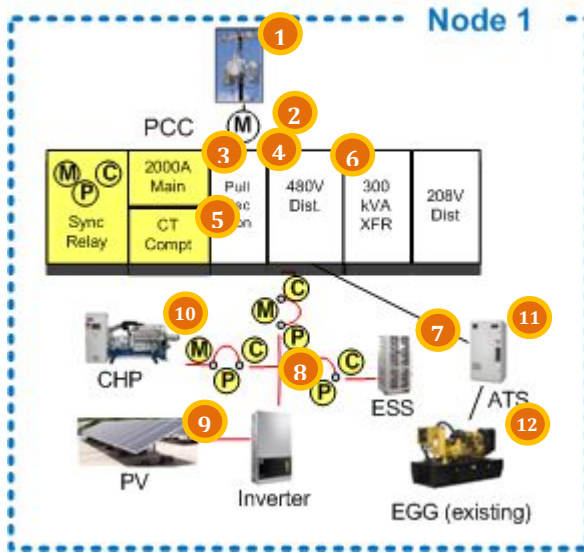 Node 1
1
2
PCC
M
3
4
6
M
P
C
Sync
Relay
2000A
Main
CT
Compt
5
Pull
480V
Dist.
300
kVA
XFR
208V
Dist
C
M
P
10
7
11
M
C
P
8
C
P
CHP
ESS
ATS
12
9
PV
Inverter
EGG (existing)